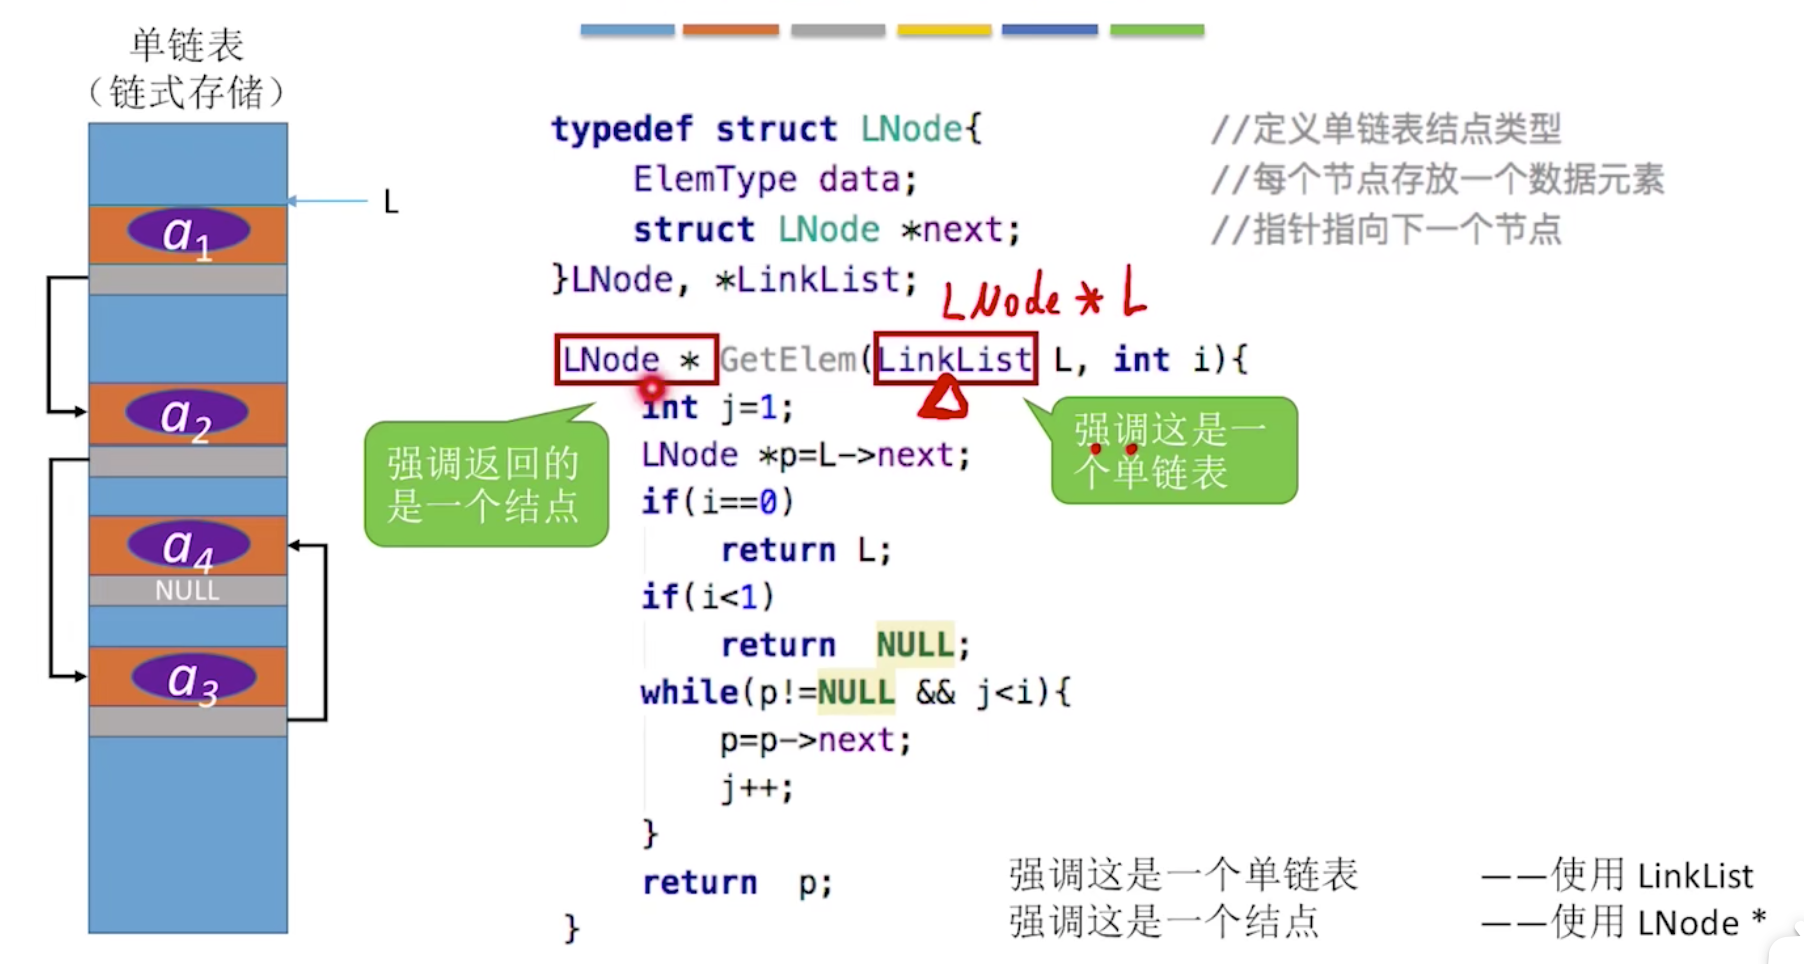 单链表
（链式存储）
L
a1
a2
a4
NULL
a3
typedef struct LNode{ //定义单链表结点类型
ElemType data; //每个节点存放一个数据元素
struct LNode *next; //指针指向下一个节点
}LNode, *LinkList;
LNode * L
LNode * GetElem(LinkList L, int i){
int j=1;
LNode *p=L->next;
if(i==0)
return L;
if(i<1)
return NULL;
while(p!=NULL && j<i){
p=p->next;
j++;
}
return p;
}
强调返回的
是一个结点
强调这是一
个单链表
强调这是一个单链表 ——使用 LinkList
强调这是一个结点 ——使用 LNode *